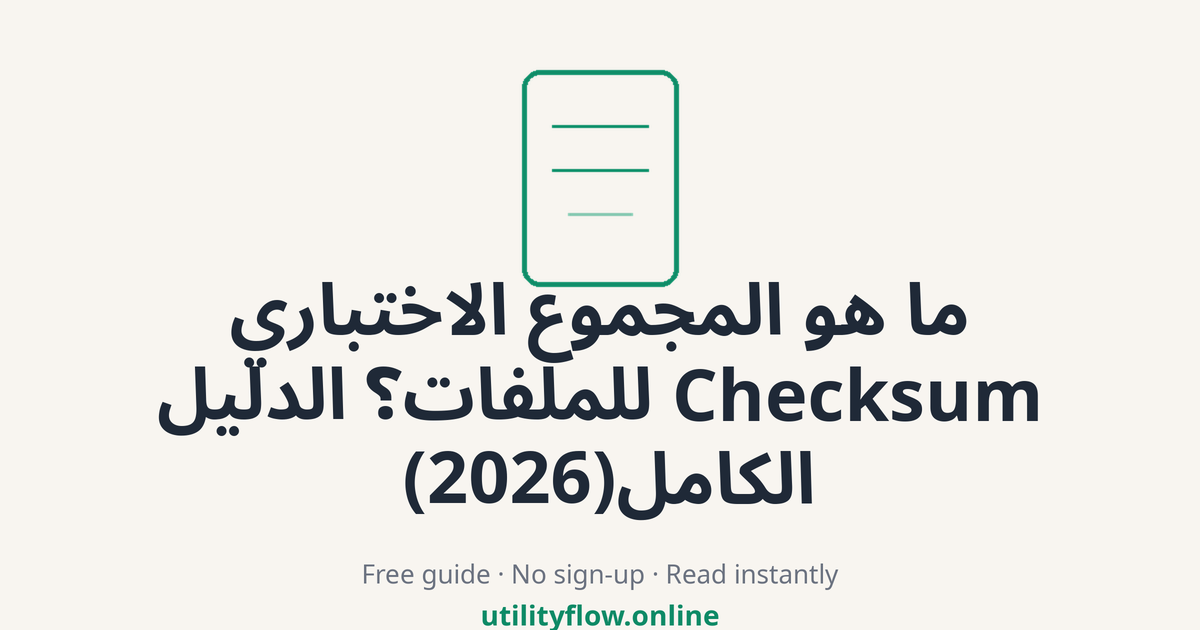 ما هو المجموع الاختباري
Checksum للملفات؟ الدليل
الكامل(2026)
Free guide · No sign-up · Read instantly
utilityflow.online